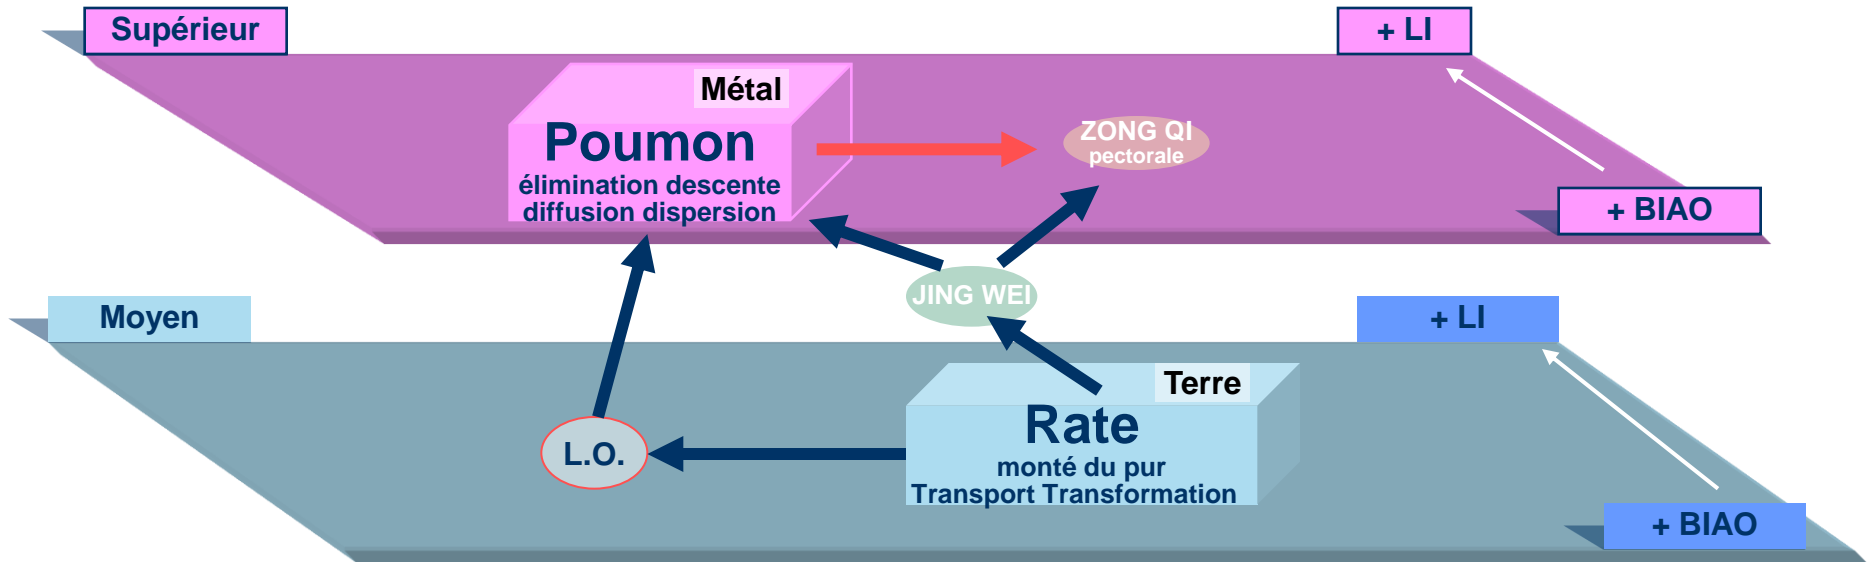 Supérieur
+ LI
Métal
Poumon
élimination descente
diffusion dispersion
ZONG QI
pectorale
+ BIAO
JING WEI
Moyen
+ LI
Terre
Rate
monté du pur
Transport Transformation
L.O.
+ BIAO